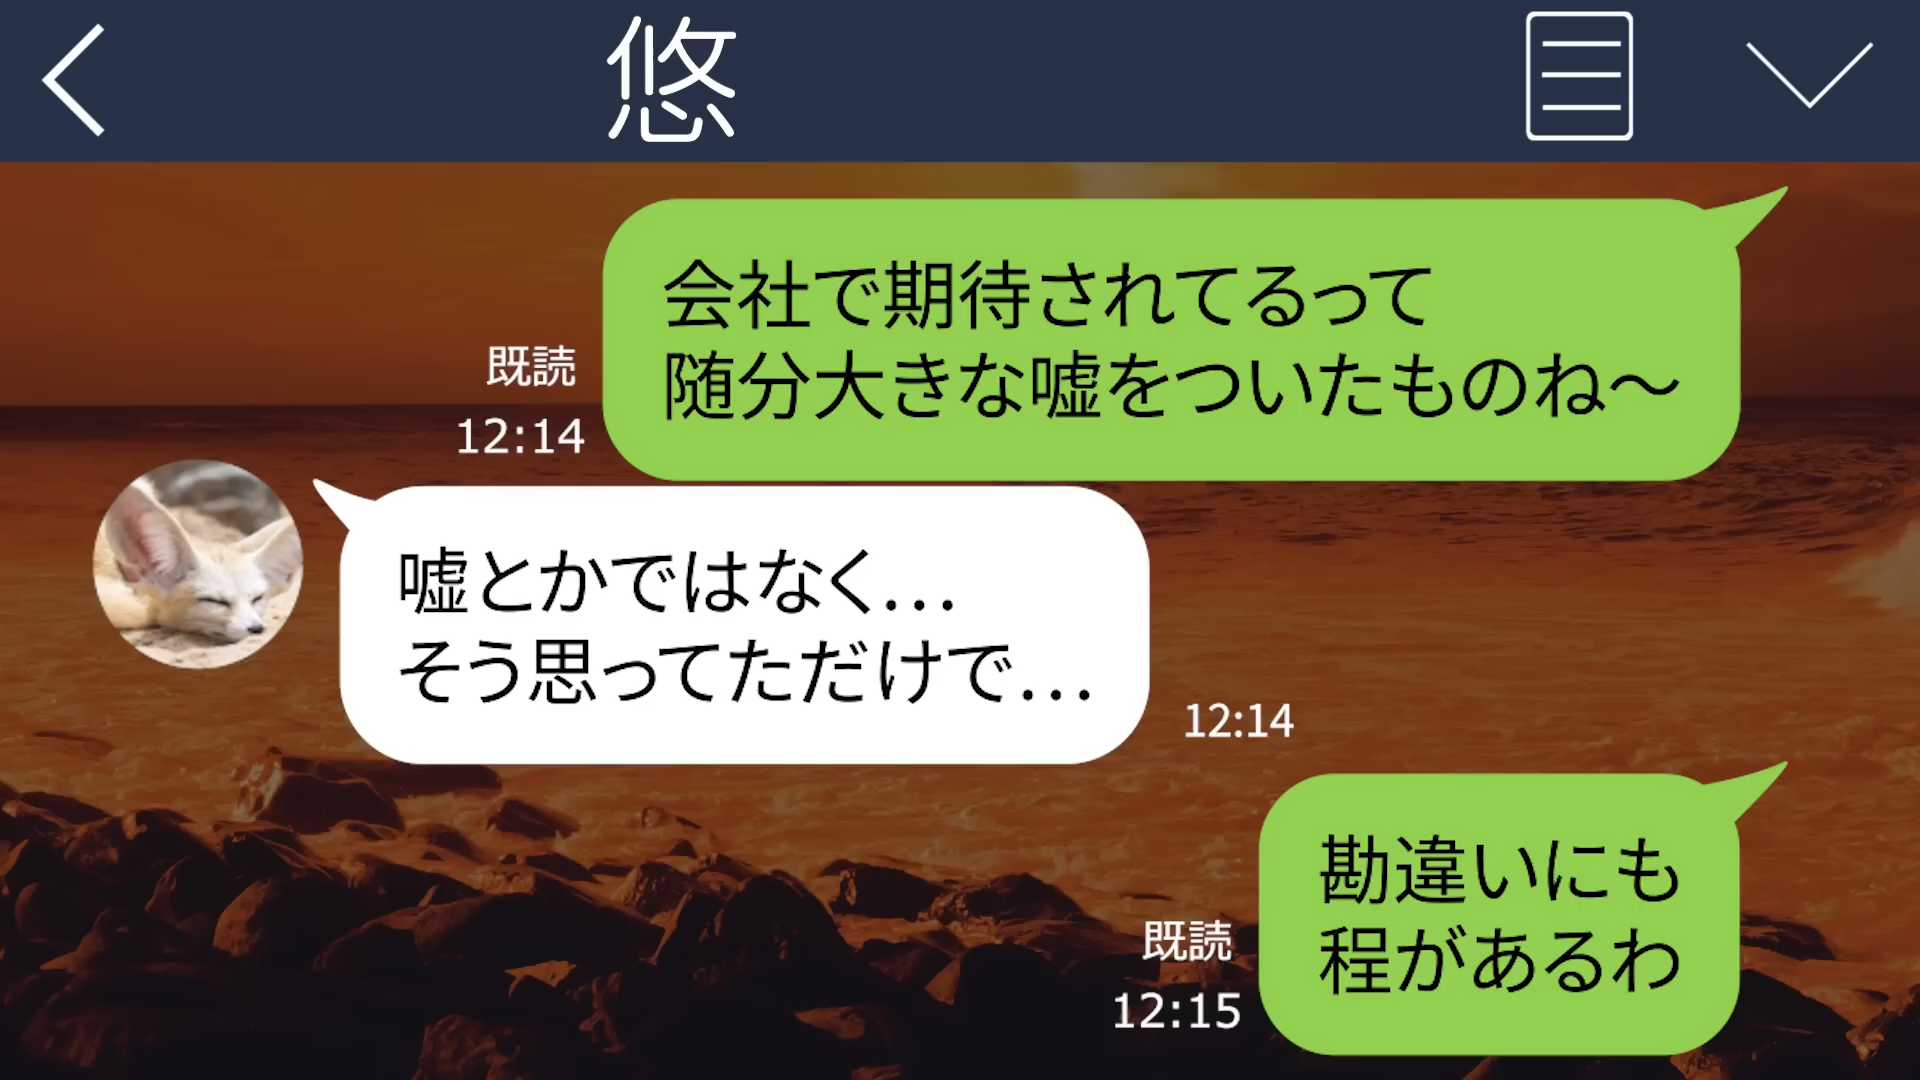 悠
会社で期待されてるって
随分大きな嘘をついたものね～
既読
12:14
嘘とかではなく…
そう思ってただけで…
12:14
勘違いにも
程があるわ
既読
12:15